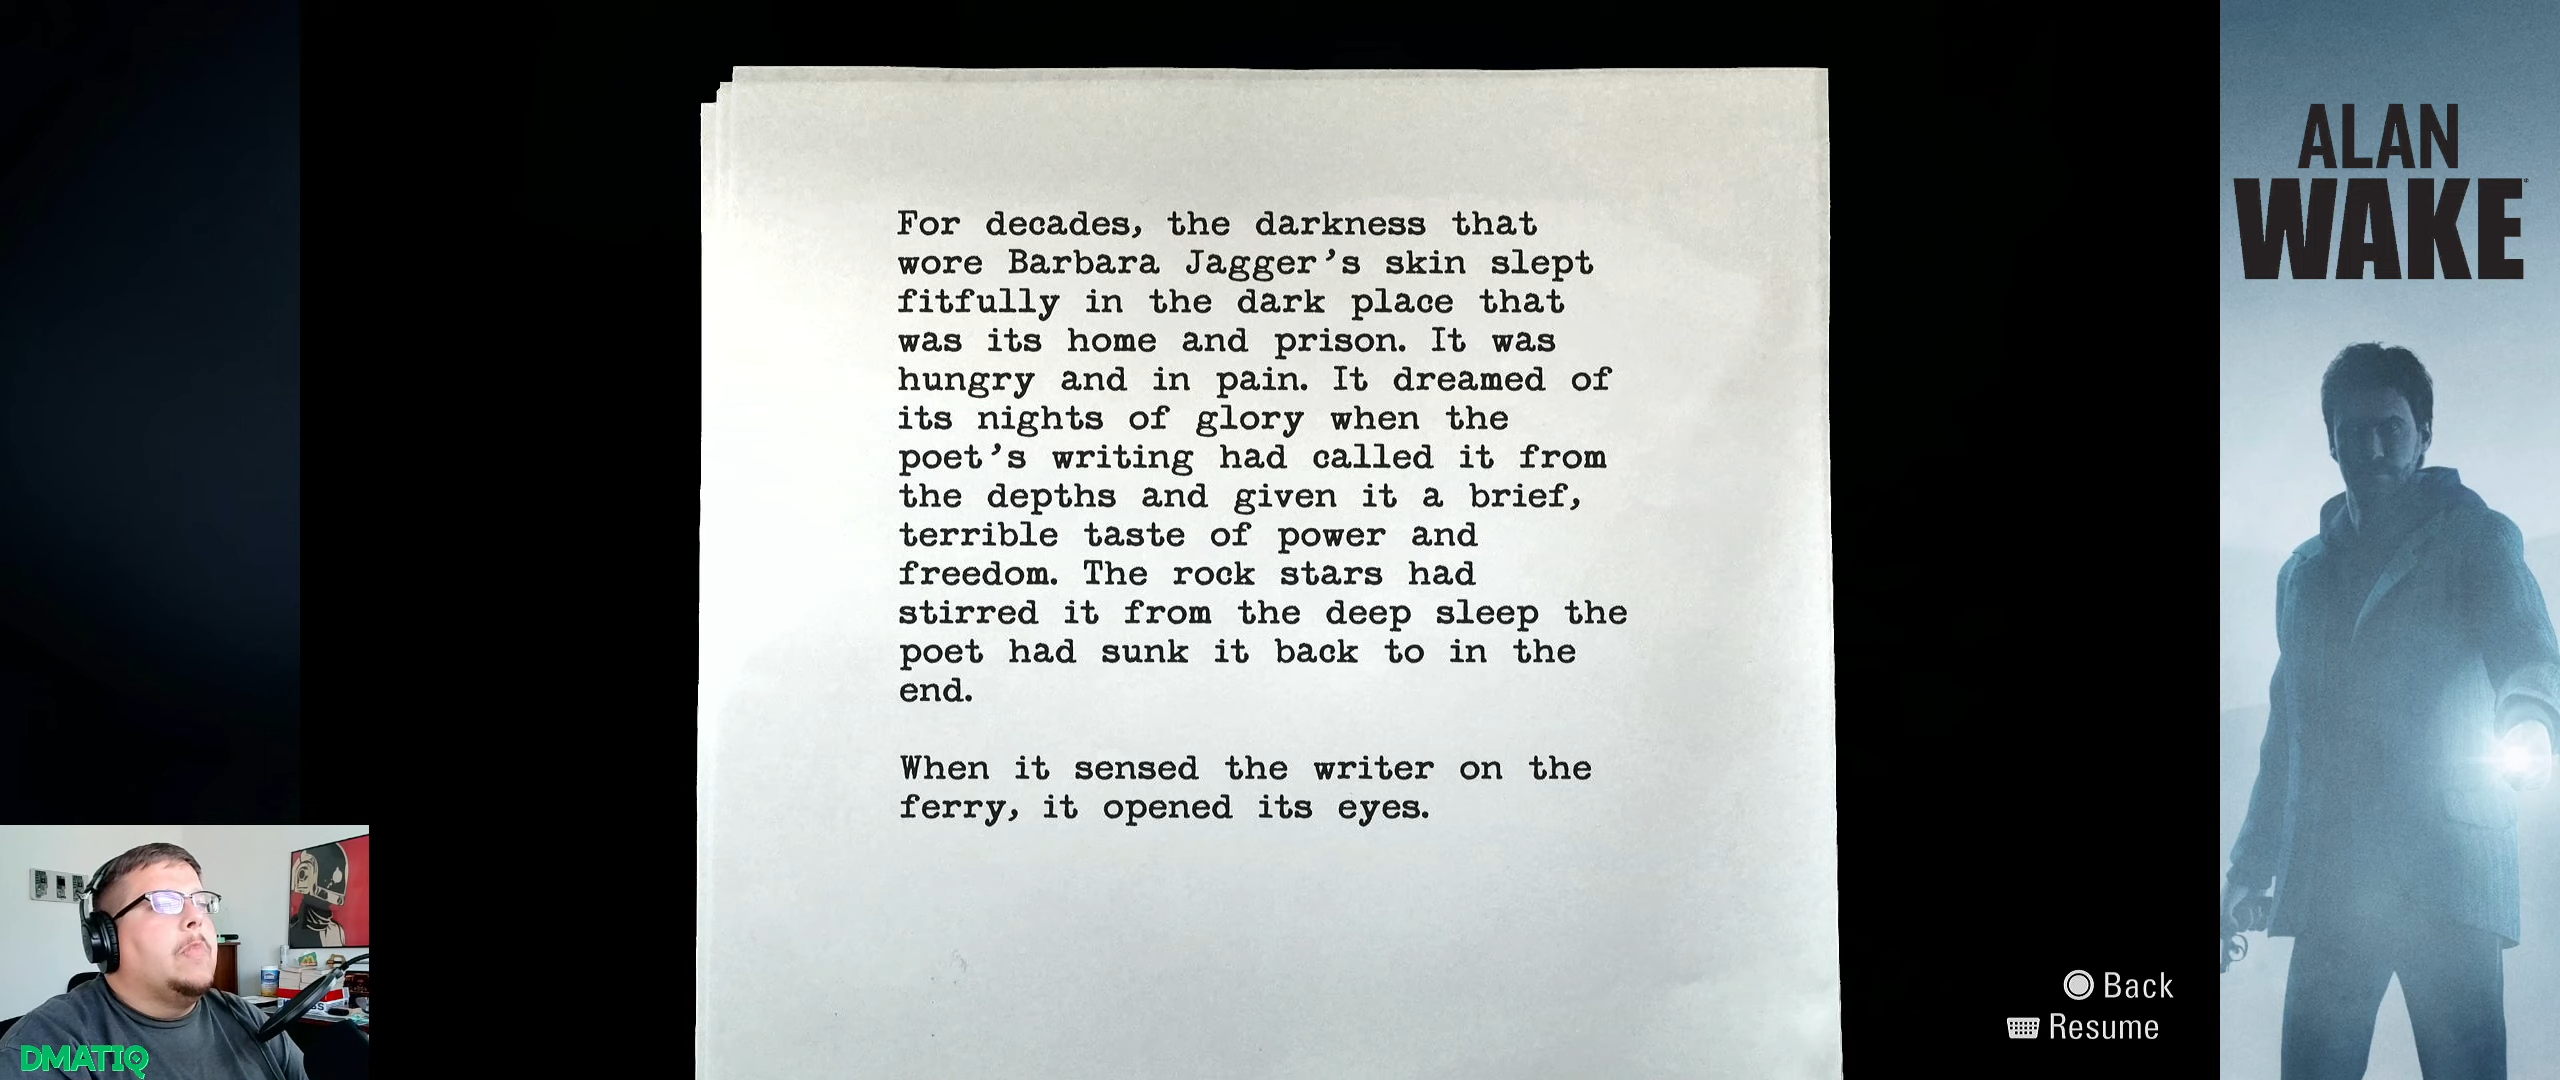 ALAN
WAKE
For decades, the darkness that
wore Barbara Jagger’s skin slept
fitfully in the dark place that
was its home and prison. It was
hungry and in pain. It dreamed of
its nights of glory when the
poet’s writing had called it from
the depths and given it a brief,
terrible taste of power and
freedom. The rock stars had
stirred it from the deep sleep the
poet had sunk it back to in the
end.
When it sensed the writer on the
ferry, it opened its eyes.
Back
Resume
DMATIQ